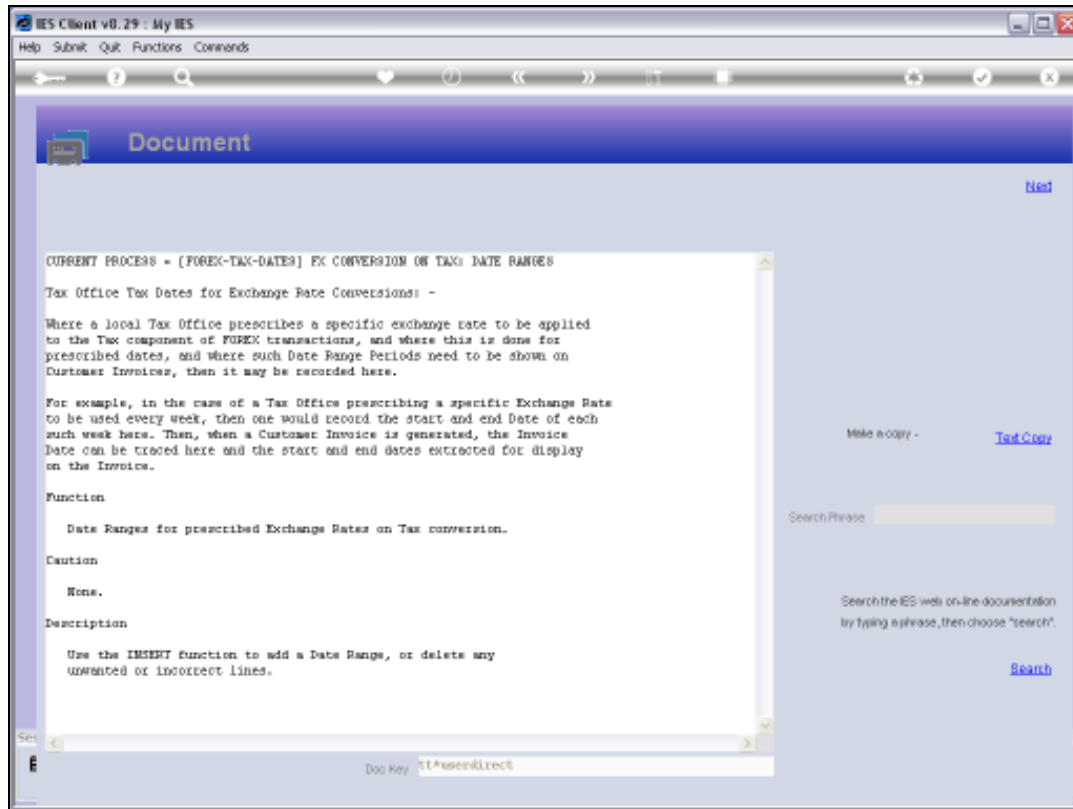 IES Client v8.29 : My IES
Help Submit Quit Functions Commands
Document
Next
CURRENT PROCESS = [FOREX-TAX-DATES] FX CONVERSION ON TAX: DATE RANGES
Tax Office Tax Dates for Exchange Rate Conversions: -
Where a local Tax Office prescribes a specific exchange rate to be applied
to the Tax component of FOREX transactions, and where this is done for
prescribed dates, and where such Date Range Periods need to be shown on
Customer Invoices, then it may be recorded here.
For example, in the case of a Tax Office prescribing a specific Exchange Rate
to be used every week, then one would record the start and end Date of each
such week here. Then, when a Customer Invoice is generated, the Invoice
Date can be traced here and the start and end dates extracted for display
on the Invoice.
Function
Date Ranges for prescribed Exchange Rates on Tax conversion.
Caution
None.
Description
Use the INSERT function to add a Date Range, or delete any
unwanted or incorrect lines.
Make a copy -
Text Copy
Search Phrase
Search the IES web on-line documentation
by typing a phrase, then choose "search".
Search
Doc Key tt*userdirect